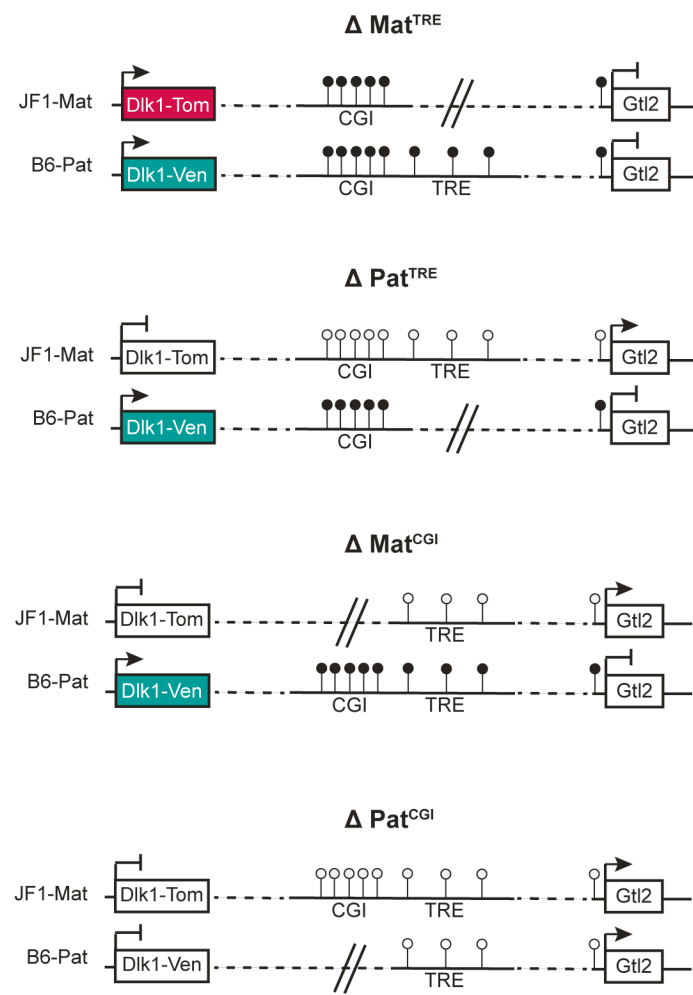 Δ Mat^TRE
JF1-Mat Dlk1-Tom CGI Gtl2
B6-Pat Dlk1-Ven CGI TRE Gtl2
Δ Pat^TRE
JF1-Mat Dlk1-Tom CGI TRE Gtl2
B6-Pat Dlk1-Ven CGI Gtl2
Δ Mat^CGI
JF1-Mat Dlk1-Tom TRE Gtl2
B6-Pat Dlk1-Ven CGI TRE Gtl2
Δ Pat^CGI
JF1-Mat Dlk1-Tom CGI TRE Gtl2
B6-Pat Dlk1-Ven TRE Gtl2